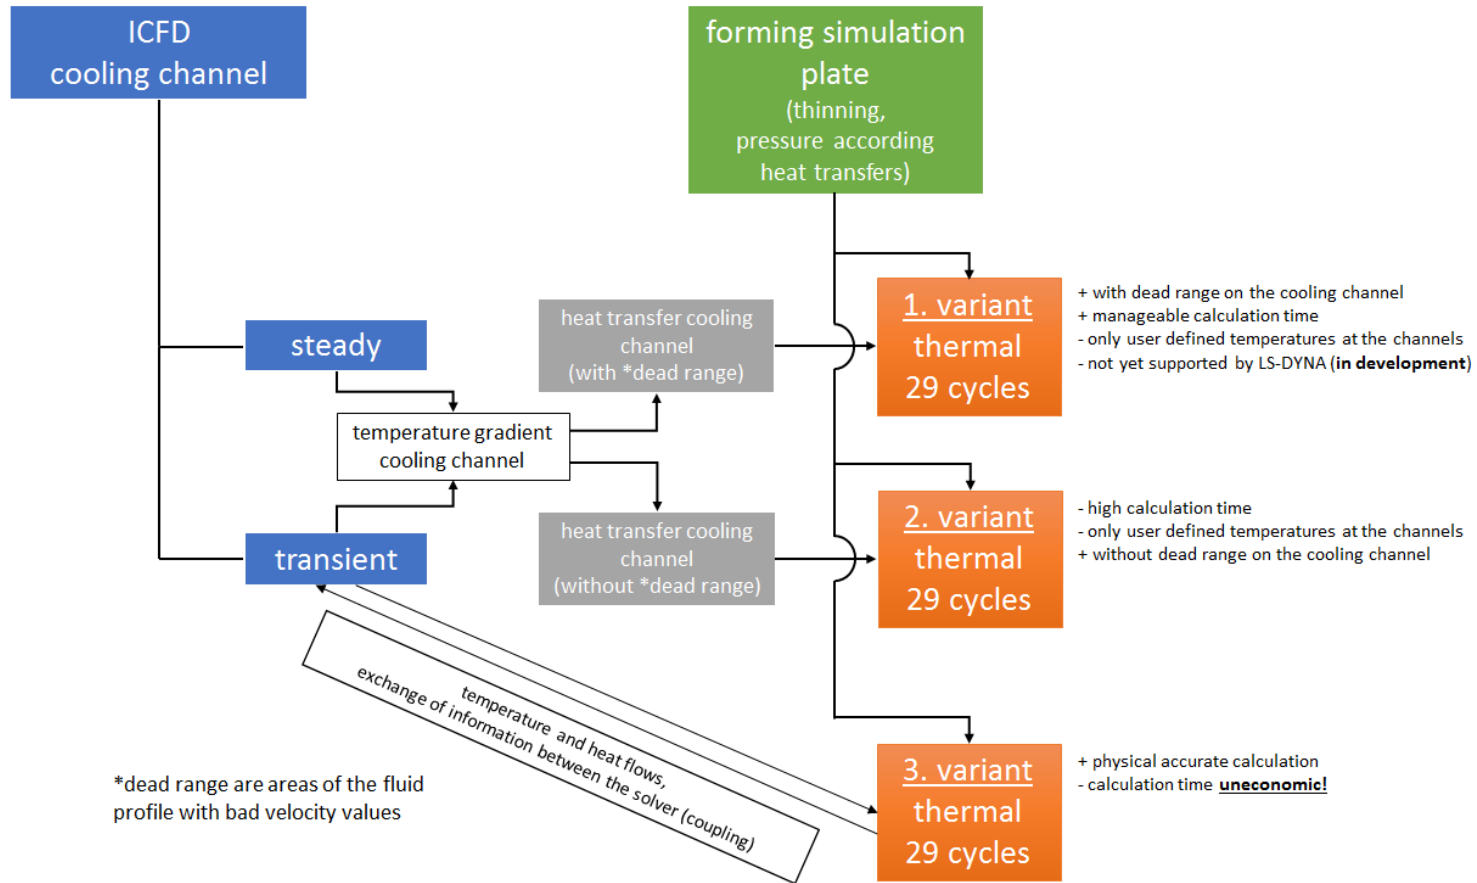 ICFD
cooling channel
forming simulation
plate
(thinning,
pressure according
heat transfers)
steady
transient
temperature gradient
cooling channel
heat transfer cooling
channel
(with *dead range)
heat transfer cooling
channel
(without *dead range)
1. variant
thermal
29 cycles
+ with dead range on the cooling channel
+ manageable calculation time
- only user defined temperatures at the channels
- not yet supported by LS-DYNA (in development)
2. variant
thermal
29 cycles
- high calculation time
- only user defined temperatures at the channels
+ without dead range on the cooling channel
temperature and heat flows,
exchange of information between the solver (coupling)
3. variant
thermal
29 cycles
+ physical accurate calculation
- calculation time uneconomic!
*dead range are areas of the fluid
profile with bad velocity values